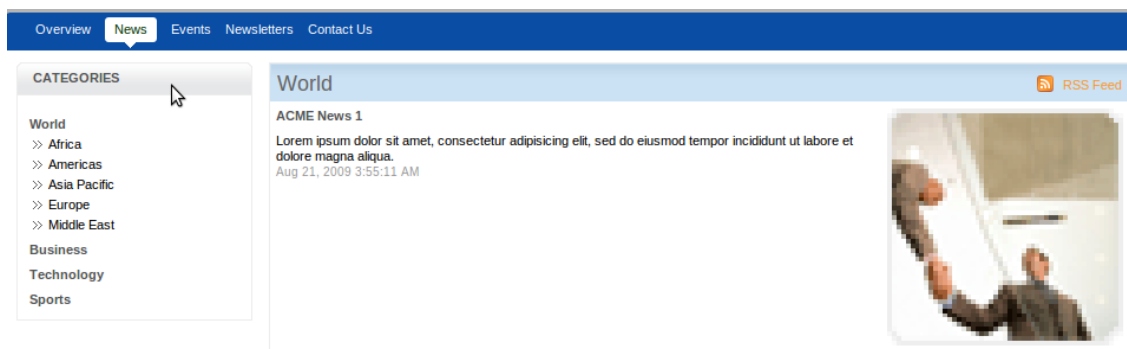 Overview News Events Newsletters Contact Us
CATEGORIES
World
Africa
Americas
Asia Pacific
Europe
Middle East
Business
Technology
Sports
World
RSS Feed
ACME News 1
Lorem ipsum dolor sit amet, consectetur adipisicing elit, sed do eiusmod tempor incididunt ut labore et
dolore magna aliqua.
Aug 21, 2009 3:55:11 AM